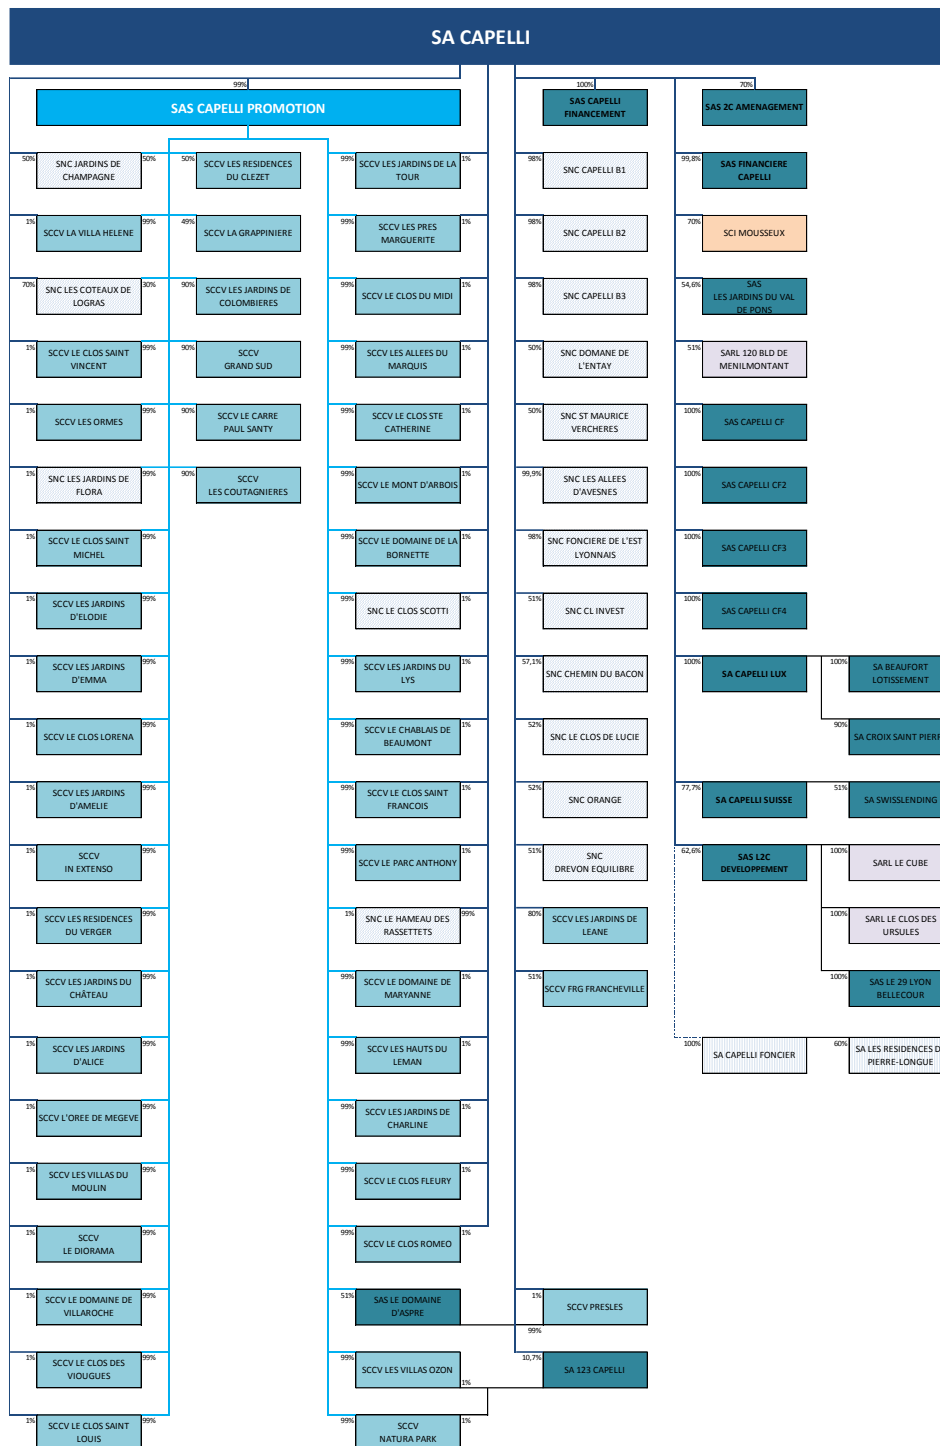 SA CAPELLI
99%
100%
70%
SAS CAPELLI PROMOTION
SAS CAPELLI
FINANCEMENT
SAS 2C AMENAGEMENT
50%
SNC JARDINS DE
CHAMPAGNE
50%
50%
SCCV LES RESIDENCES
DU CLEZET
99%
SCCV LES JARDINS DE LA
TOUR
1%
98%
SNC CAPELLI B1
99,8%
SAS FINANCIERE
CAPELLI
1%
SCCV LA VILLA HELENE
99%
49%
SCCV LA GRAPPINIERE
99%
SCCV LES PRES
MARGUERITE
1%
98%
SNC CAPELLI B2
70%
SCI MOUSSEUX
70%
SNC LES COTEAUX DE
LOGRAS
30%
90%
SCCV LES JARDINS DE
COLOMBIERES
99%
SCCV LE CLOS DU MIDI
1%
98%
SNC CAPELLI B3
54,6%
SAS
LES JARDINS DU VAL
DE PONS
1%
SCCV LE CLOS SAINT
VINCENT
99%
90%
SCCV
GRAND SUD
99%
SCCV LES ALLEES DU
MARQUIS
1%
50%
SNC DOMANE DE
L'ENTAY
51%
SARL 120 BLD DE
MENILMONTANT
1%
SCCV LES ORMES
99%
90%
SCCV LE CARRE
PAUL SANTY
99%
SCCV LE CLOS STE
CATHERINE
1%
50%
SNC ST MAURICE
VERCHERES
100%
SAS CAPELLI CF
1%
SNC LES JARDINS DE
FLORA
99%
90%
SCCV
LES COUTAGNIERES
99%
SCCV LE MONT D'ARBOIS
1%
99,9%
SNC LES ALLEES
D'AVESNES
100%
SAS CAPELLI CF2
1%
SCCV LE CLOS SAINT
MICHEL
99%
99%
SCCV LE DOMAINE DE LA
BORNETTE
1%
98%
SNC FONCIERE DE L'EST
LYONNAIS
100%
SAS CAPELLI CF3
1%
SCCV LES JARDINS
D'ELODIE
99%
99%
SNC LE CLOS SCOTTI
1%
51%
SNC CL INVEST
100%
SAS CAPELLI CF4
1%
SCCV LES JARDINS
D'EMMA
99%
99%
SCCV LES JARDINS DU
LYS
1%
57,1%
SNC CHEMIN DU BACON
100%
SA CAPELLI LUX
100%
SA BEAUFORT
LOTISSEMENT
1%
SCCV LE CLOS LORENA
99%
99%
SCCV LE CHABLAIS DE
BEAUMONT
1%
52%
SNC LE CLOS DE LUCIE
90%
SA CROIX SAINT PIERR
1%
SCCV LES JARDINS
D'AMELIE
99%
99%
SCCV LE CLOS SAINT
FRANCOIS
1%
52%
SNC ORANGE
77,7%
SA CAPELLI SUISSE
51%
SA SWISSLENDING
1%
SCCV
IN EXTENSO
99%
99%
SCCV LE PARC ANTHONY
1%
51%
SNC
DREVON EQUILIBRE
62,6%
SAS L2C
DEVELOPPEMENT
100%
SARL LE CUBE
1%
SCCV LES RESIDENCES
DU VERGER
99%
1%
SNC LE HAMEAU DES
RASSETTETS
99%
80%
SCCV LES JARDINS DE
LEANE
100%
SARL LE CLOS DES
URSULES
1%
SCCV LES JARDINS DU
CHÂTEAU
99%
99%
SCCV LE DOMAINE DE
MARYANNE
1%
51%
SCCV FRG FRANCHEVILLE
100%
SAS LE 29 LYON
BELLECOUR
1%
SCCV LES JARDINS
D'ALICE
99%
99%
SCCV LES HAUTS DU
LEMAN
1%
100%
SA CAPELLI FONCIER
60%
SA LES RESIDENCES D
PIERRE-LONGUE
1%
SCCV L'OREE DE MEGEVE
99%
99%
SCCV LES JARDINS DE
CHARLINE
1%
1%
SCCV LES VILLAS DU
MOULIN
99%
99%
SCCV LE CLOS FLEURY
1%
1%
SCCV
LE DIORAMA
99%
99%
SCCV LE CLOS ROMEO
1%
1%
SCCV LE DOMAINE DE
VILLAROCHE
99%
51%
SAS LE DOMAINE
D'ASPRE
1%
SCCV PRESLES
99%
1%
SCCV LE CLOS DES
VIOUGUES
99%
99%
SCCV LES VILLAS OZON
1%
10,7%
SA 123 CAPELLI
SCCV LE CLOS SAINT
LOUIS
1%
99%
99%
SCCV
NATURA PARK
1%